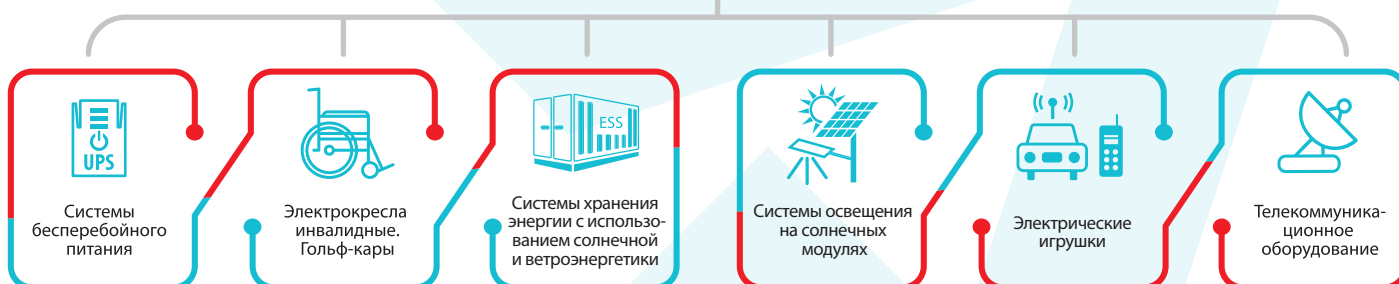 UPS
Системы
бесперебойного
питания
Электрокресла
инвалидные.
Гольф-кары
ESS
Системы хранения
энергии с использо-
ванием солнечной
и ветроэнергетики
Системы освещения
на солнечных
модулях
Электрические
игрушки
Телекоммуника-
ционное
оборудование